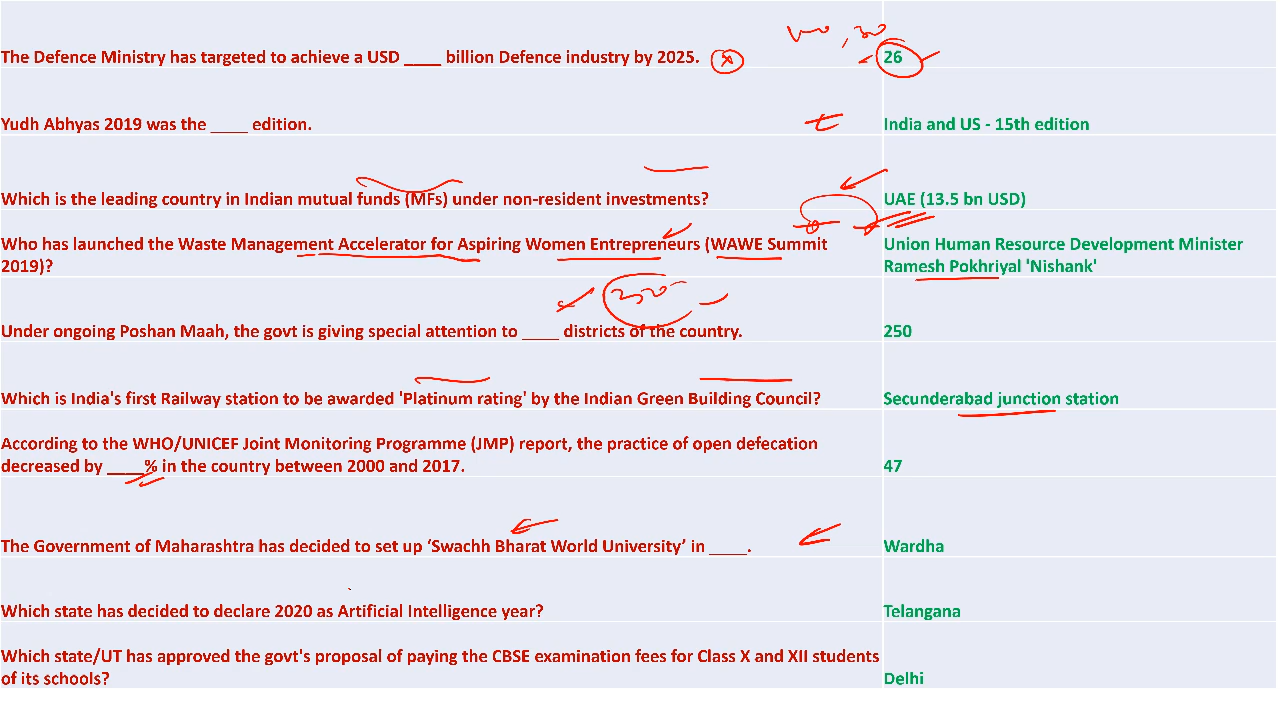 The Defence Ministry has targeted to achieve a USD ____ billion Defence industry by 2025.
26
Yudh Abhyas 2019 was the ____ edition.
India and US - 15th edition
Which is the leading country in Indian mutual funds (MFs) under non-resident investments?
UAE (13.5 bn USD)
Who has launched the Waste Management Accelerator for Aspiring Women Entrepreneurs (WAWE Summit
2019)?
Union Human Resource Development Minister
Ramesh Pokhriyal 'Nishank'
Under ongoing Poshan Maah, the govt is giving special attention to ____ districts of the country.
250
Which is India's first Railway station to be awarded 'Platinum rating' by the Indian Green Building Council?
Secunderabad junction station
According to the WHO/UNICEF Joint Monitoring Programme (JMP) report, the practice of open defecation
decreased by ____% in the country between 2000 and 2017.
47
The Government of Maharashtra has decided to set up ‘Swachh Bharat World University’ in ____.
Wardha
Which state has decided to declare 2020 as Artificial Intelligence year?
Telangana
Which state/UT has approved the govt's proposal of paying the CBSE examination fees for Class X and XII students
of its schools?
Delhi